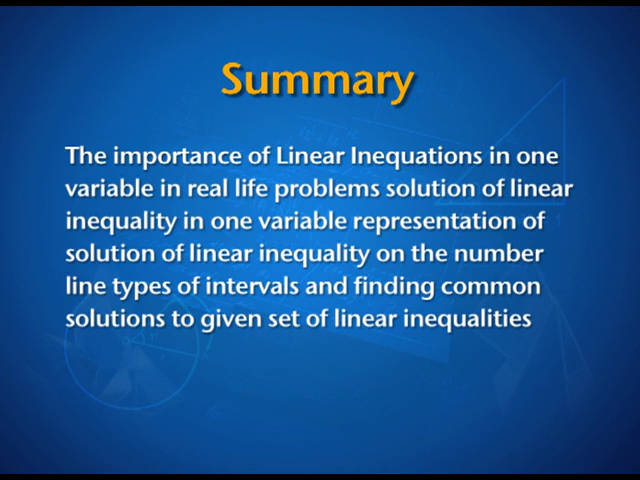 Summary
The importance of Linear Inequations in one
variable in real life problems solution of linear
inequality in one variable representation of
solution of linear inequality on the number
line types of intervals and finding common
solutions to given set of linear inequalities